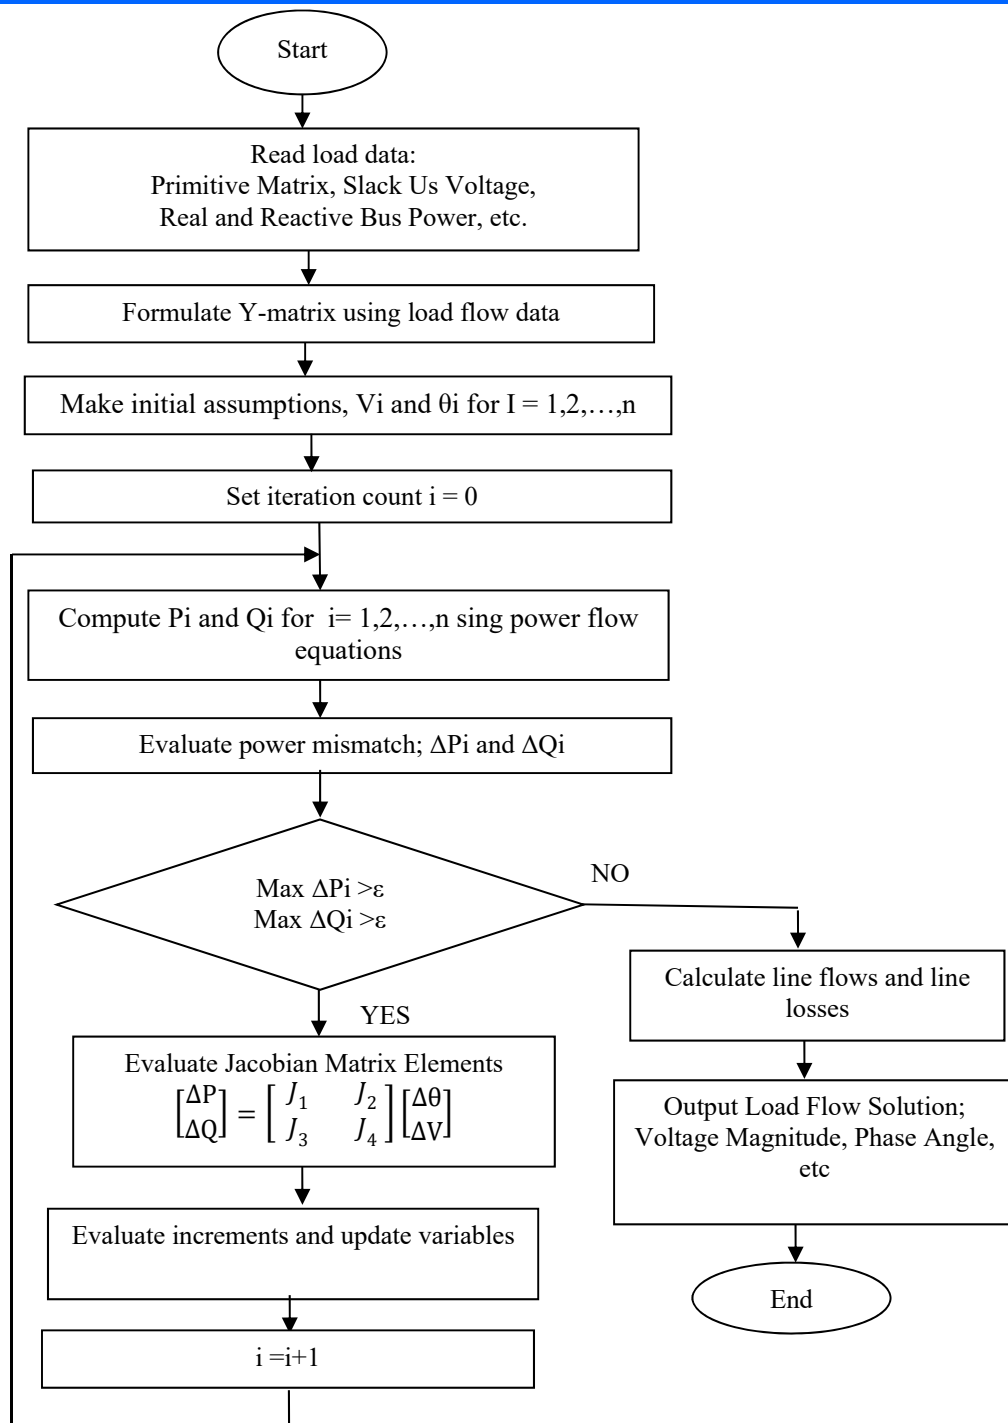 Start
Read load data:
Primitive Matrix, Slack Us Voltage,
Real and Reactive Bus Power, etc.
Formulate Y-matrix using load flow data
Make initial assumptions, Vi and θi for I = 1,2,…,n
Set iteration count i = 0
Compute Pi and Qi for i= 1,2,…,n sing power flow
equations
Evaluate power mismatch; ΔPi and ΔQi
Max ΔPi >ε
Max ΔQi >ε
NO
YES
Calculate line flows and line
losses
Output Load Flow Solution;
Voltage Magnitude, Phase Angle,
etc
End
Evaluate Jacobian Matrix Elements
[ΔP ΔQ] = [J₁ J₂ J₃ J₄] [Δθ ΔV]
Evaluate increments and update variables
i =i+1